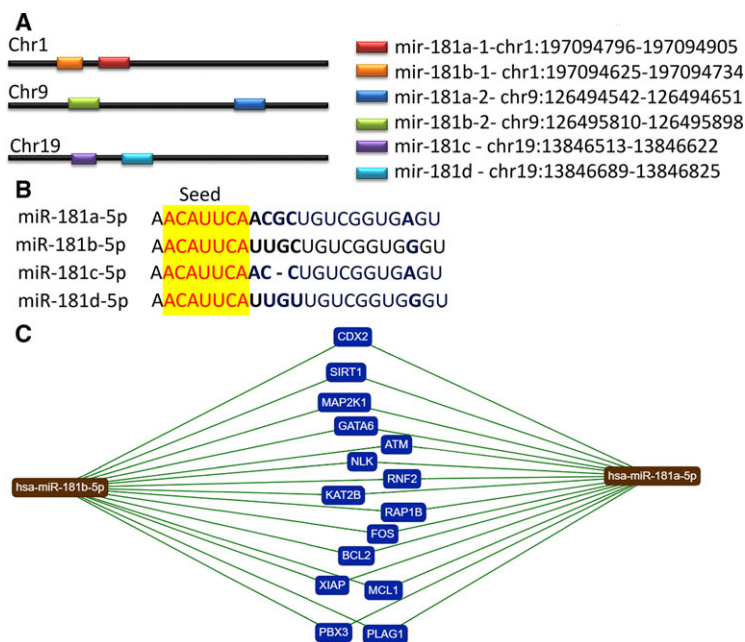 A
Chr1
Chr9
Chr19
mir-181a-1-chr1:197094796-197094905
mir-181b-1- chr1:197094625-197094734
mir-181a-2- chr9:126494542-126494651
mir-181b-2- chr9:126495810-126495898
mir-181c - chr19:13846513-13846622
mir-181d - chr19:13846689-13846825
B
Seed
miR-181a-5p AACAUUCAACGCUGUCGGUGAGU
miR-181b-5p AACAUUCAUUGCUGUCGGUGGGU
miR-181c-5p AACAUUCAAC - CUGUCGGUGAGU
miR-181d-5p AACAUUCAUUGUUGUCGGUGGGU
C
CDX2
SIRT1
MAP2K1
GATA6
ATM
NLK
RNF2
hsa-miR-181b-5p
hsa-miR-181a-5p
KAT2B
RAP1B
FOS
BCL2
XIAP
MCL1
PBX3
PLAG1